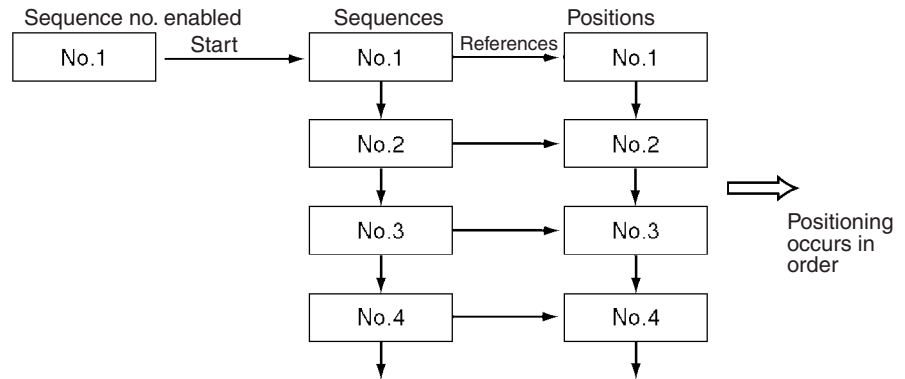 Sequence no. enabled
Sequences
Positions
No.1
Start
No.1
References
No.1
No.2
No.2
No.3
No.3
No.4
No.4
Positioning
occurs in
order